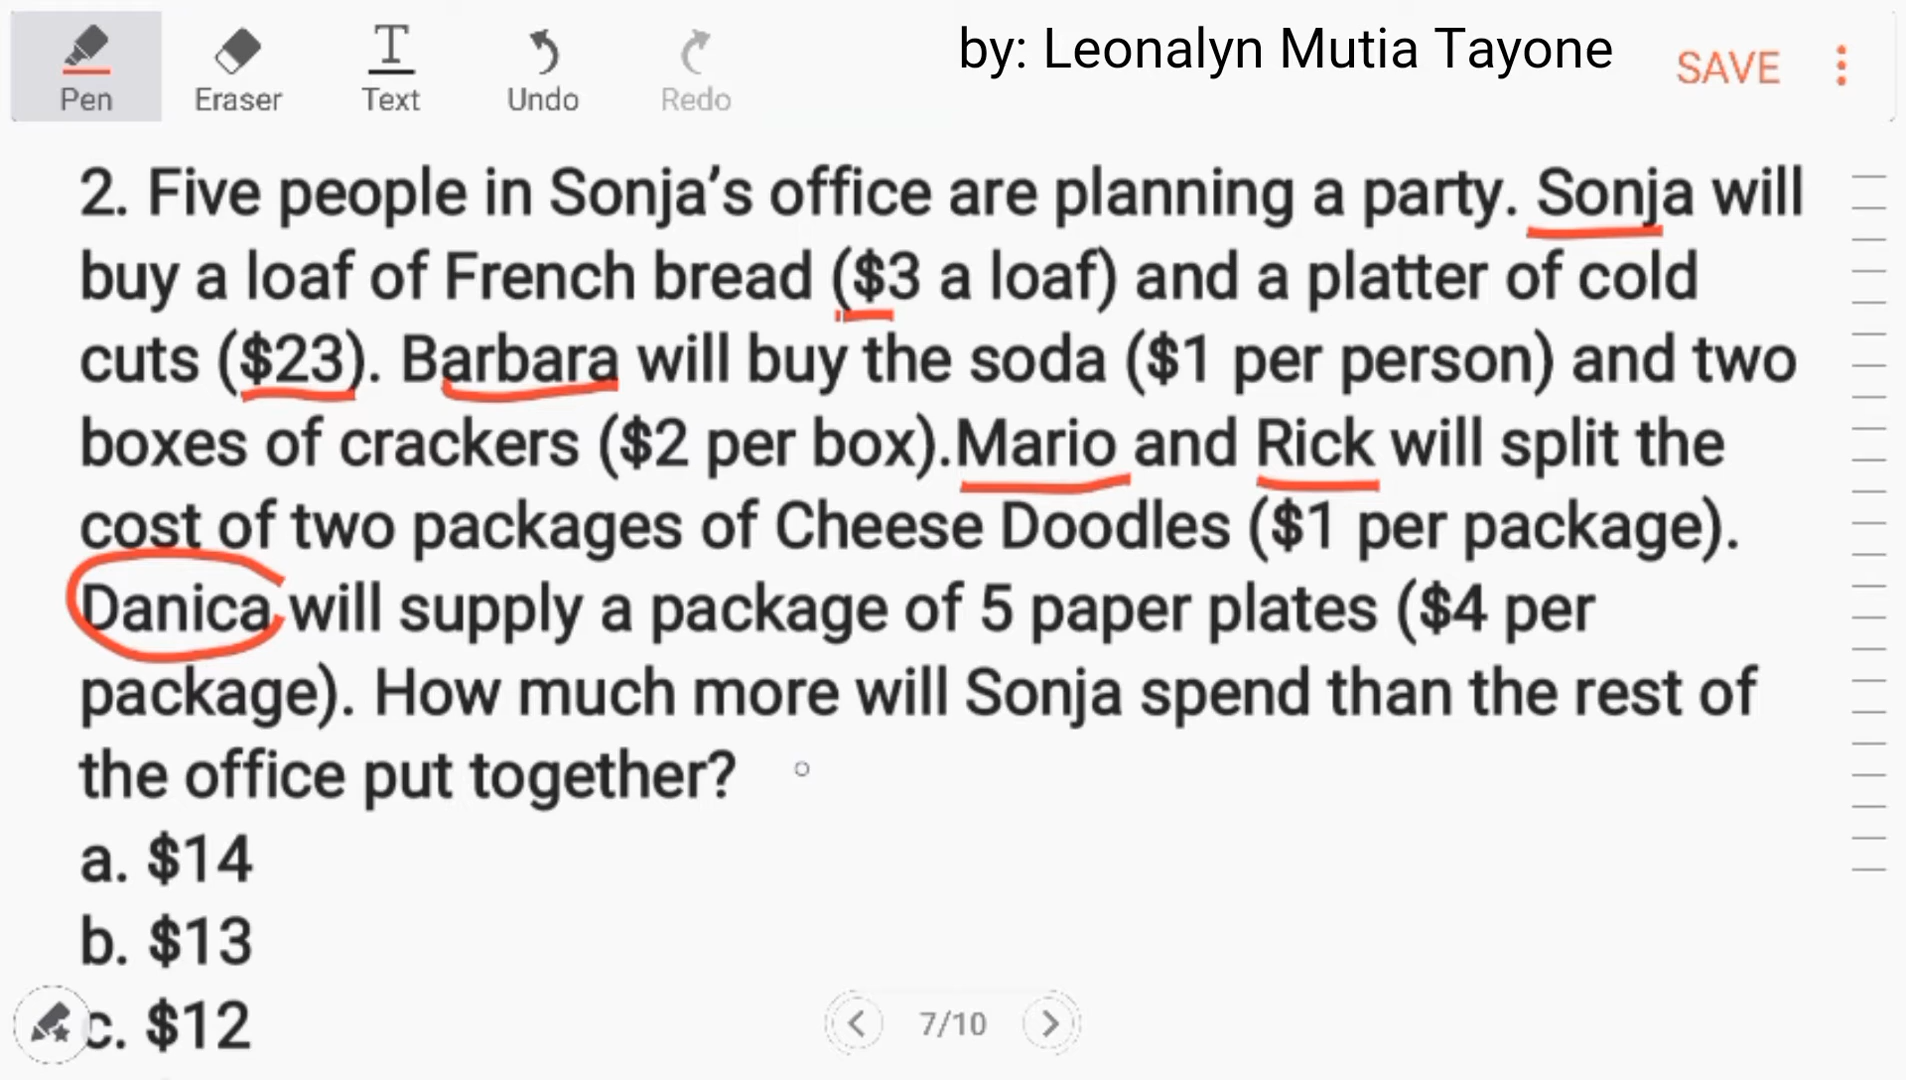 by: Leonalyn Mutia Tayone
SAVE
Pen
Eraser
Text
Undo
Redo
2. Five people in Sonja’s office are planning a party. Sonja will
buy a loaf of French bread ($3 a loaf) and a platter of cold
cuts ($23). Barbara will buy the soda ($1 per person) and two
boxes of crackers ($2 per box).Mario and Rick will split the
cost of two packages of Cheese Doodles ($1 per package).
Danica will supply a package of 5 paper plates ($4 per
package). How much more will Sonja spend than the rest of
the office put together?
a. $14
b. $13
c. $12
7/10